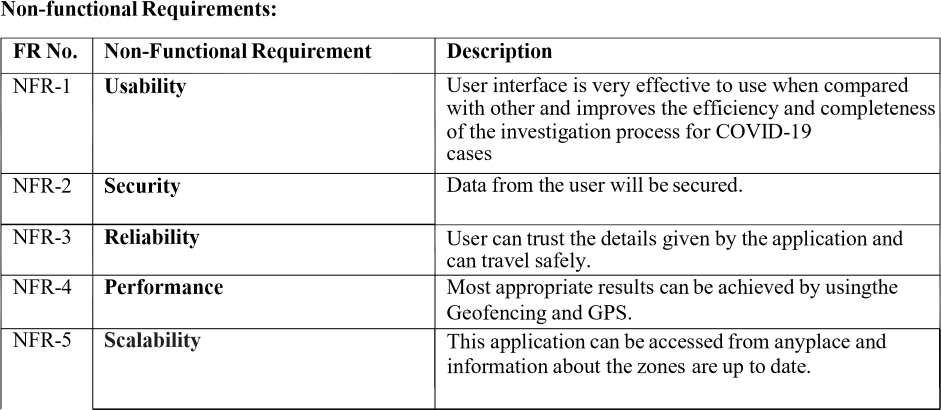 Non-functional Requirements:
FR No. Non-Functional Requirement Description
NFR-1 Usability User interface is very effective to use when compared
with other and improves the efficiency and completeness
of the investigation process for COVID-19
cases
NFR-2 Security Data from the user will be secured.
NFR-3 Reliability User can trust the details given by the application and
can travel safely.
NFR-4 Performance Most appropriate results can be achieved by usingthe
Geofencing and GPS.
NFR-5 Scalability This application can be accessed from anyplace and
information about the zones are up to date.